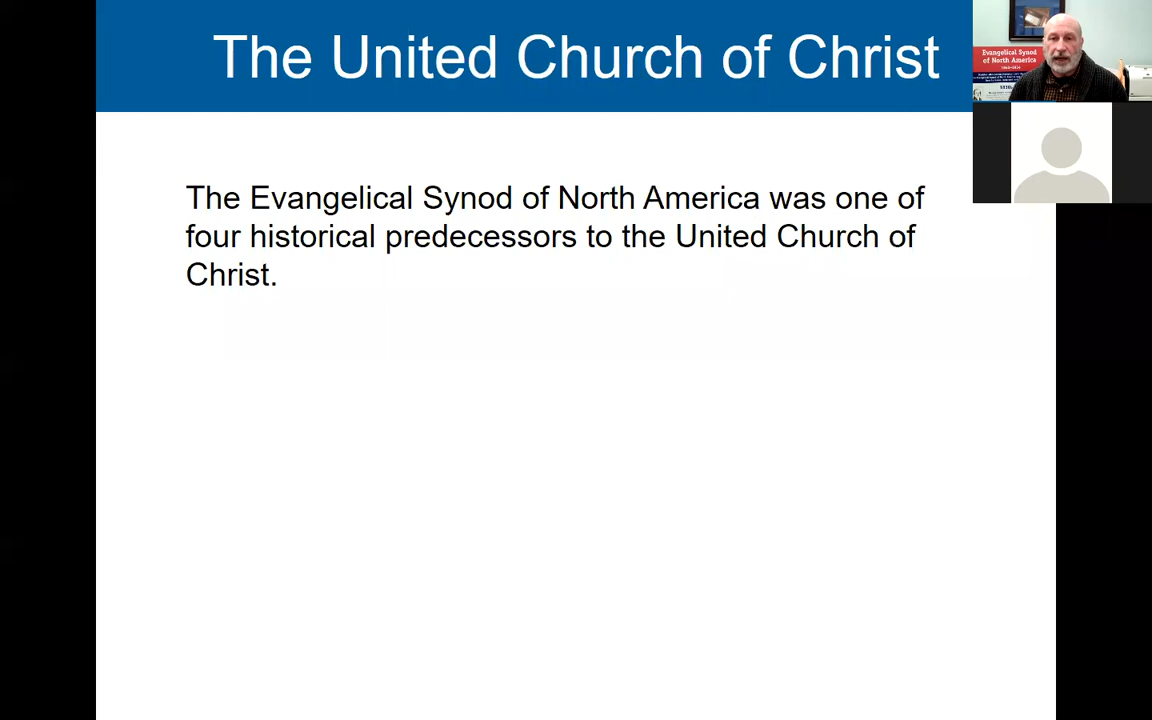 The United Church of Christ
The Evangelical Synod of North America was one of
four historical predecessors to the United Church of
Christ.
Evangelical Synod
of North America